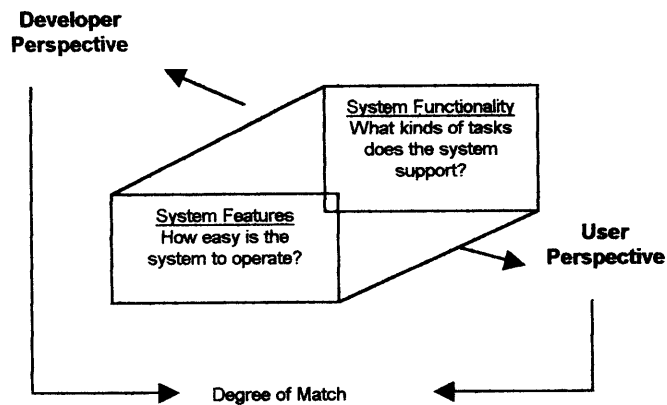 Developer
Perspective
System Functionality
What kinds of tasks
does the system
support?
System Features
How easy is the
system to operate?
User
Perspective
Degree of Match